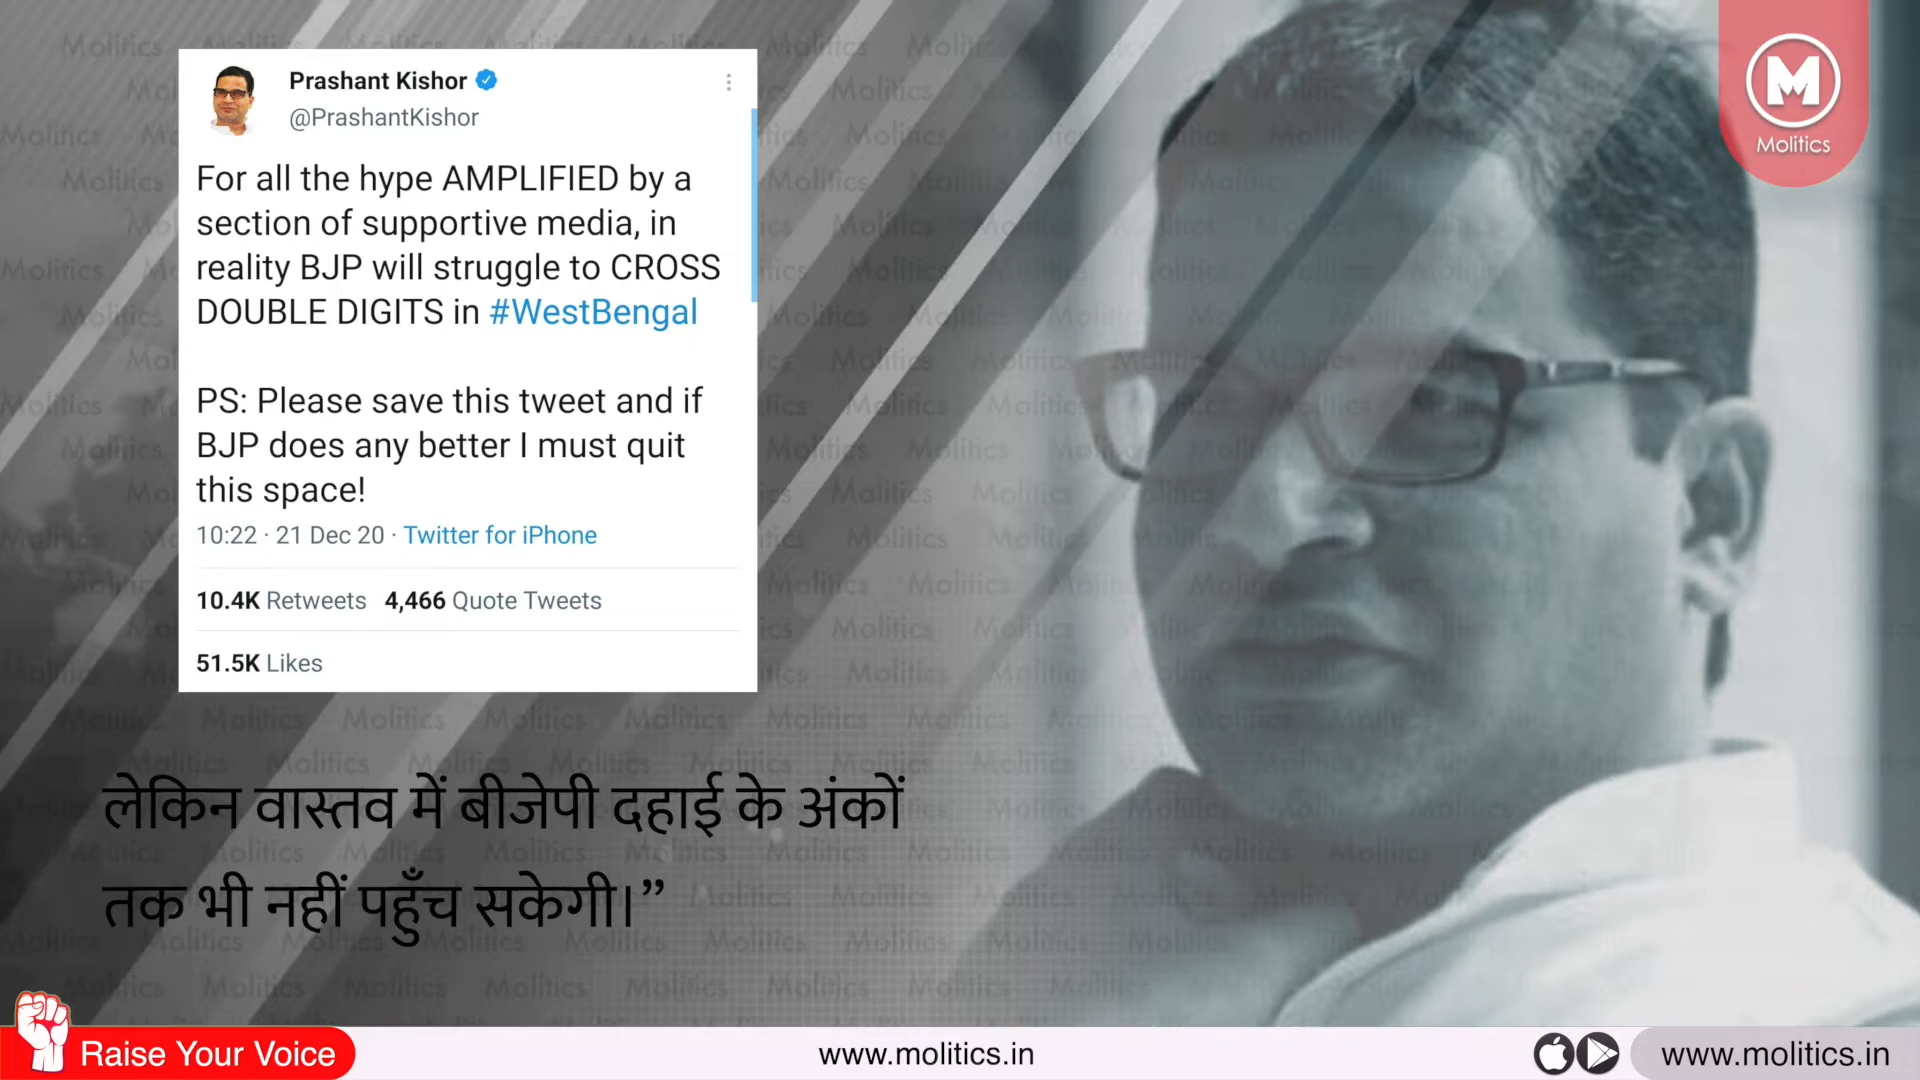 Prashant Kishor
@PrashantKishor
For all the hype AMPLIFIED by a
section of supportive media, in
reality BJP will struggle to CROSS
DOUBLE DIGITS in #WestBengal
PS: Please save this tweet and if
BJP does any better I must quit
this space!
10:22 · 21 Dec 20 · Twitter for iPhone
10.4K Retweets 4,466 Quote Tweets
51.5K Likes
M
Molitics
लेकिन वास्तव में बीजेपी दहाई के अंकों
तक भी नहीं पहुँच सकेगी।”
Raise Your Voice
www.molitics.in
www.molitics.in